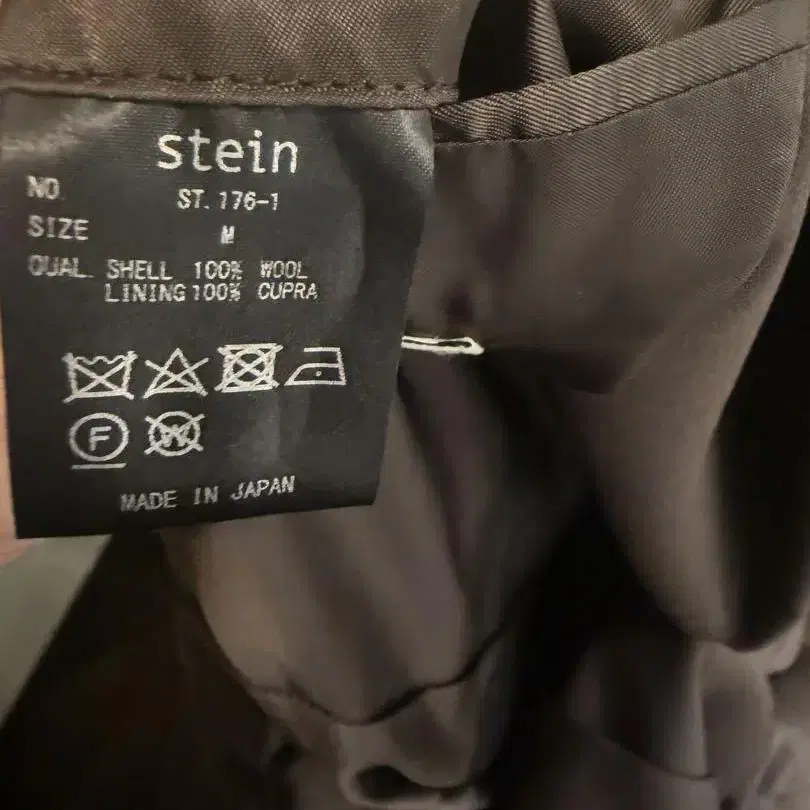 stein
NO. ST.176-1
SIZE M
QUAL. SHELL 100% WOOL
LINING 100% CUPRA
F W
MADE IN JAPAN